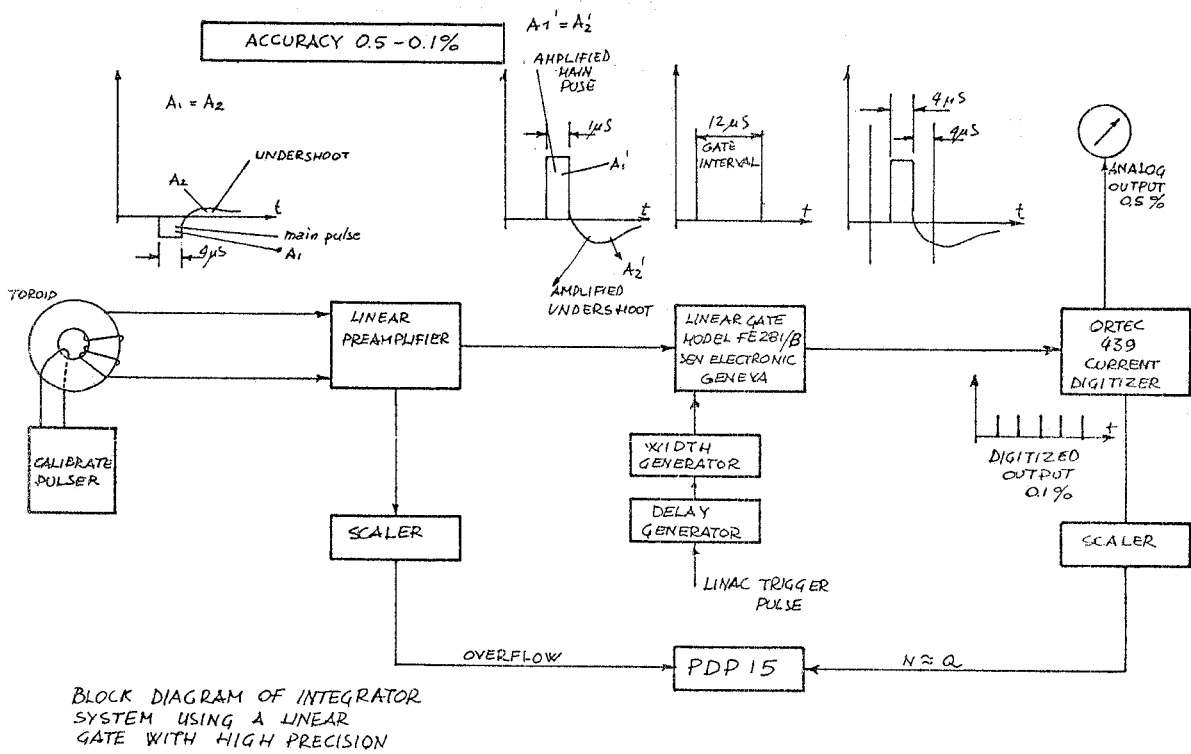 ACCURACY 0.5-0.1%
A1 = A2
UNDERSHOOT
A2
t
main pulse
A1
4µS
A1' = A2'
AMPLIFIED
MAIN
PUSE
1µS
A1'
t
A2'
AMPLIFIED
UNDERSHOOT
12µS
GATE
INTERVAL
t
4µS
4µS
t
ANALOG
OUTPUT
0.5%
TOROID
CALIBRATE
PULSER
LINEAR
PREAMPLIFIER
LINEAR GATE
MODEL FE281/B
SEN ELECTRONIC
GENEVA
ORTEC
439
CURRENT
DIGITIZER
t
DIGITIZED
OUTPUT
0.1%
WIDTH
GENERATOR
DELAY
GENERATOR
LINAC TRIGGER
PULSE
SCALER
SCALER
OVERFLOW
PDP 15
N≈Q
BLOCK DIAGRAM OF INTEGRATOR
SYSTEM USING A LINEAR
GATE WITH HIGH PRECISION